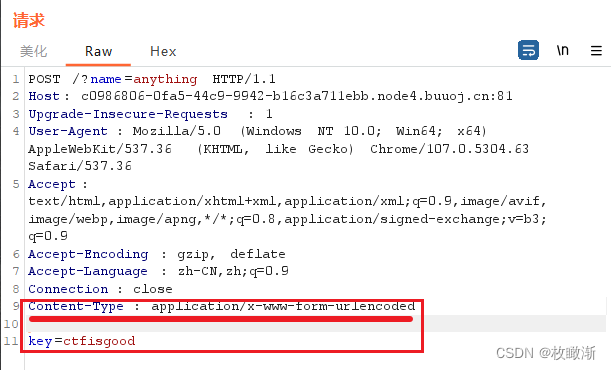 请求
美化 Raw Hex \n
1 POST /?name=anything HTTP/1.1
2 Host: c0986806-0fa5-44c9-9942-b16c3a711ebb.node4.buuoj.cn:81
3 Upgrade-Insecure-Requests : 1
4 User-Agent : Mozilla/5.0 (Windows NT 10.0; Win64; x64)
AppleWebKit/537.36 (KHTML, like Gecko) Chrome/107.0.5304.63
Safari/537.36
5 Accept :
text/html,application/xhtml+xml,application/xml;q=0.9,image/avif,
image/webp,image/apng,*/*;q=0.8,application/signed-exchange;v=b3;
q=0.9
6 Accept-Encoding : gzip, deflate
7 Accept-Language : zh-CN,zh;q=0.9
8 Connection : close
9 Content-Type : application/x-www-form-urlencoded
10
11 key=ctfisgood
CSDN @枚瞰渐